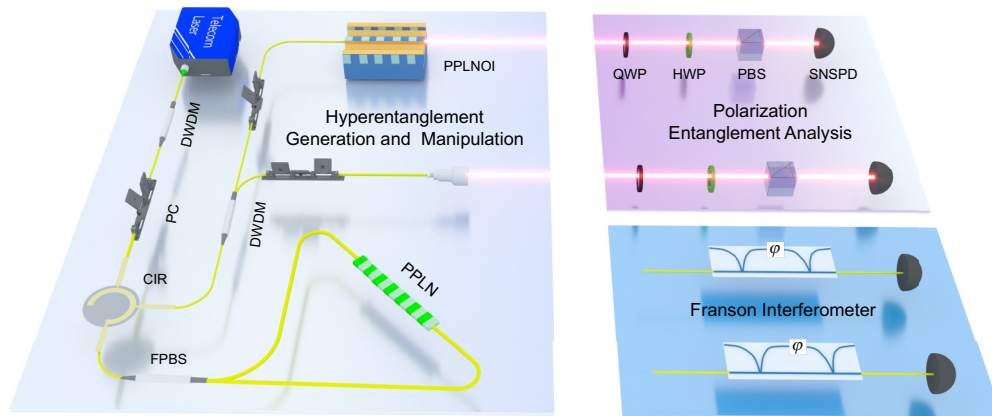 Telecom
Laser
PPLNOI
DWDM
Hyperentanglement
Generation and Manipulation
PC
DWDM
CIR
PPLN
FPBS
QWP
HWP
PBS
SNSPD
Polarization
Entanglement Analysis
φ
Franson Interferometer
φ